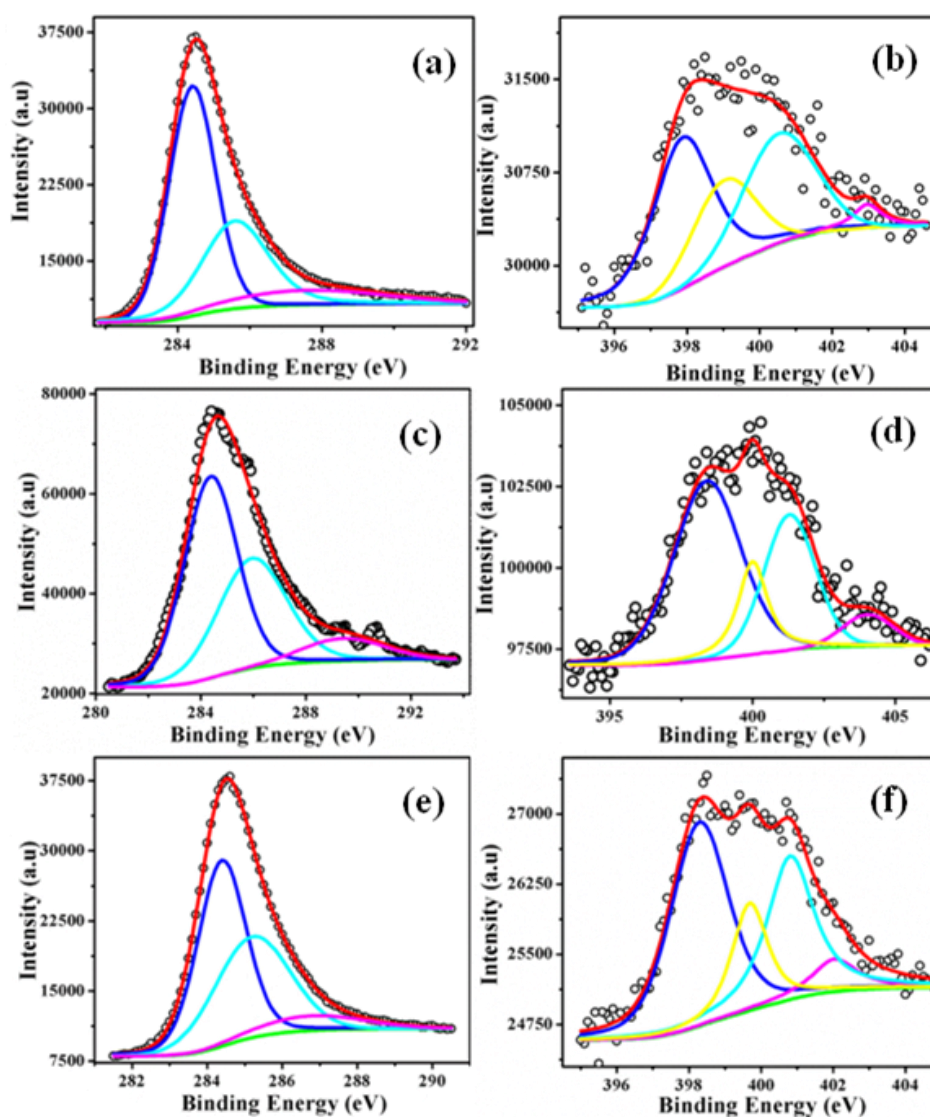 37500
30000
22500
15000
Intensity (a.u)
(a)
284
288
292
Binding Energy (eV)
31500
30750
30000
Intensity (a.u)
(b)
396
398
400
402
404
Binding Energy (eV)
80000
60000
40000
20000
Intensity (a.u)
(c)
280
284
288
292
Binding Energy (eV)
105000
102500
100000
97500
Intensity (a.u)
(d)
395
400
405
Binding Energy (eV)
37500
30000
22500
15000
7500
Intensity (a.u)
(e)
282
284
286
288
290
Binding Energy (eV)
27000
26250
25500
24750
Intensity (a.u)
(f)
396
398
400
402
404
Binding Energy (eV)